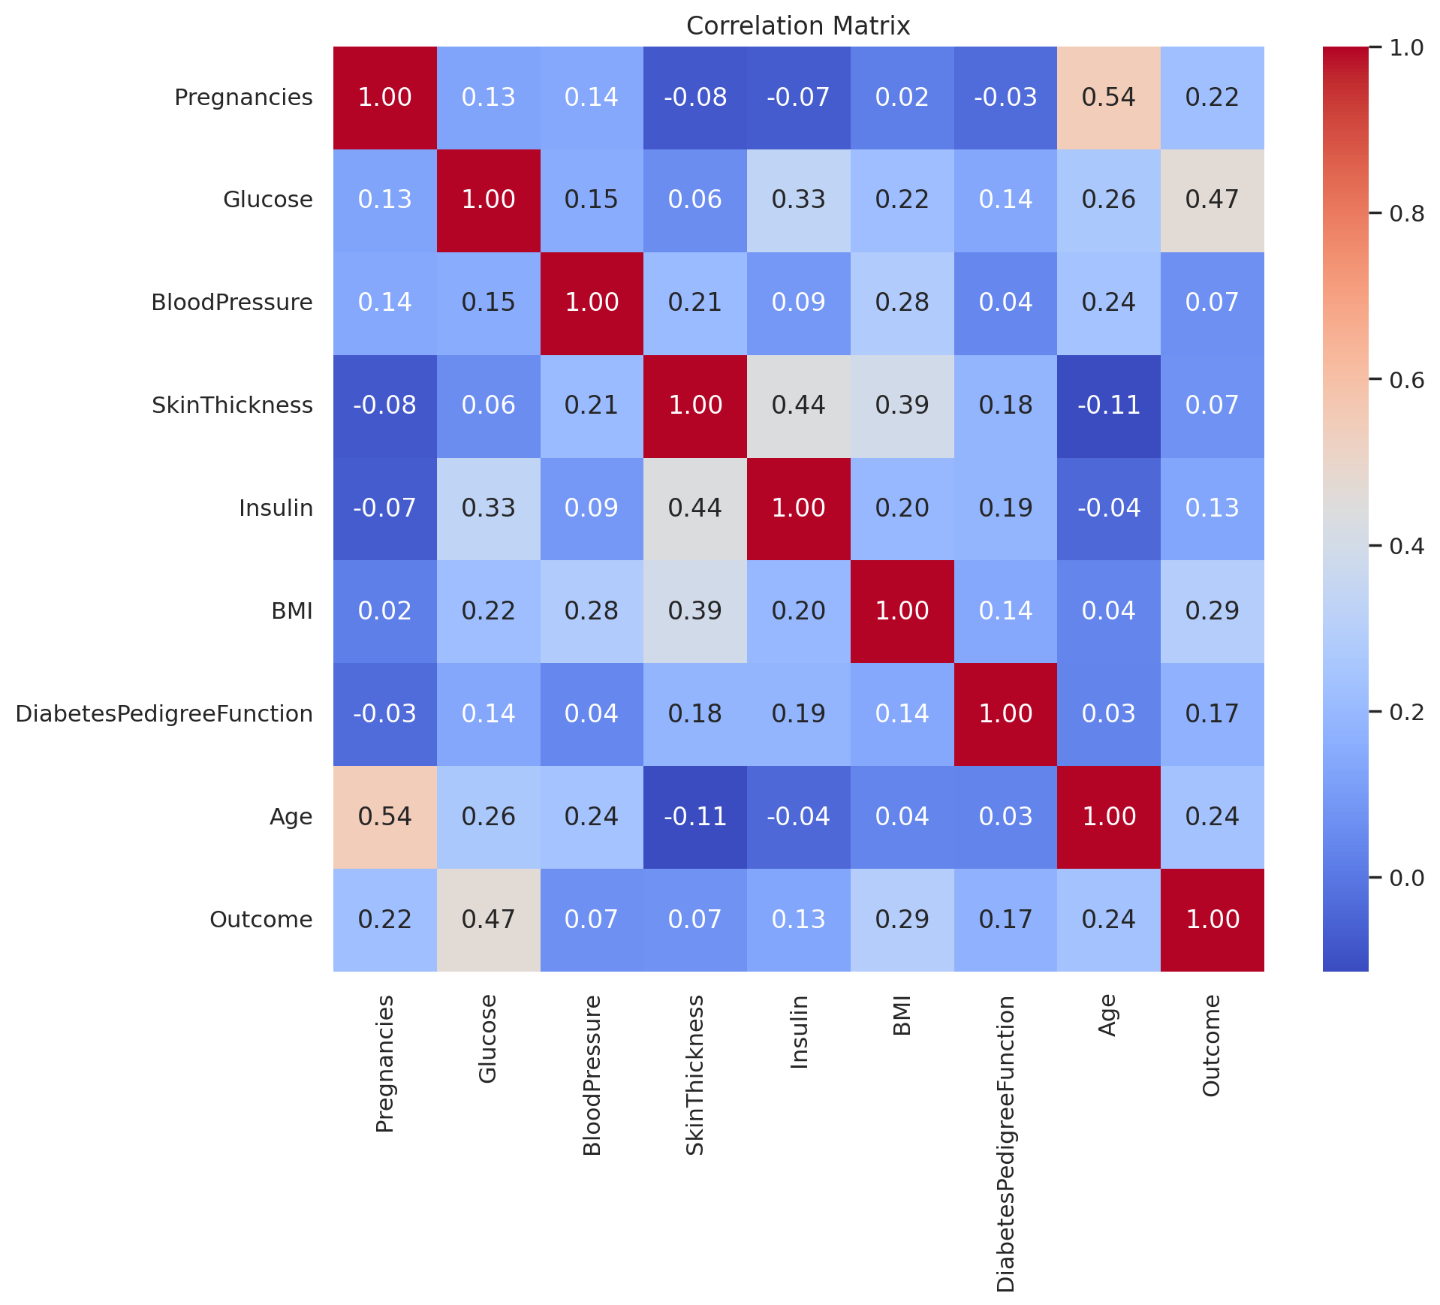 Correlation Matrix
Pregnancies 1.00 0.13 0.14 -0.08 -0.07 0.02 -0.03 0.54 0.22
Glucose 0.13 1.00 0.15 0.06 0.33 0.22 0.14 0.26 0.47
BloodPressure 0.14 0.15 1.00 0.21 0.09 0.28 0.04 0.24 0.07
SkinThickness -0.08 0.06 0.21 1.00 0.44 0.39 0.18 -0.11 0.07
Insulin -0.07 0.33 0.09 0.44 1.00 0.20 0.19 -0.04 0.13
BMI 0.02 0.22 0.28 0.39 0.20 1.00 0.14 0.04 0.29
DiabetesPedigreeFunction -0.03 0.14 0.04 0.18 0.19 0.14 1.00 0.03 0.17
Age 0.54 0.26 0.24 -0.11 -0.04 0.04 0.03 1.00 0.24
Outcome 0.22 0.47 0.07 0.07 0.13 0.29 0.17 0.24 1.00
Pregnancies
Glucose
BloodPressure
SkinThickness
Insulin
BMI
DiabetesPedigreeFunction
Age
Outcome
1.0
0.8
0.6
0.4
0.2
0.0